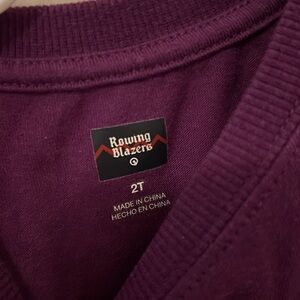 Rowing
Blazers
2T
MADE IN CHINA
HECHO EN CHINA